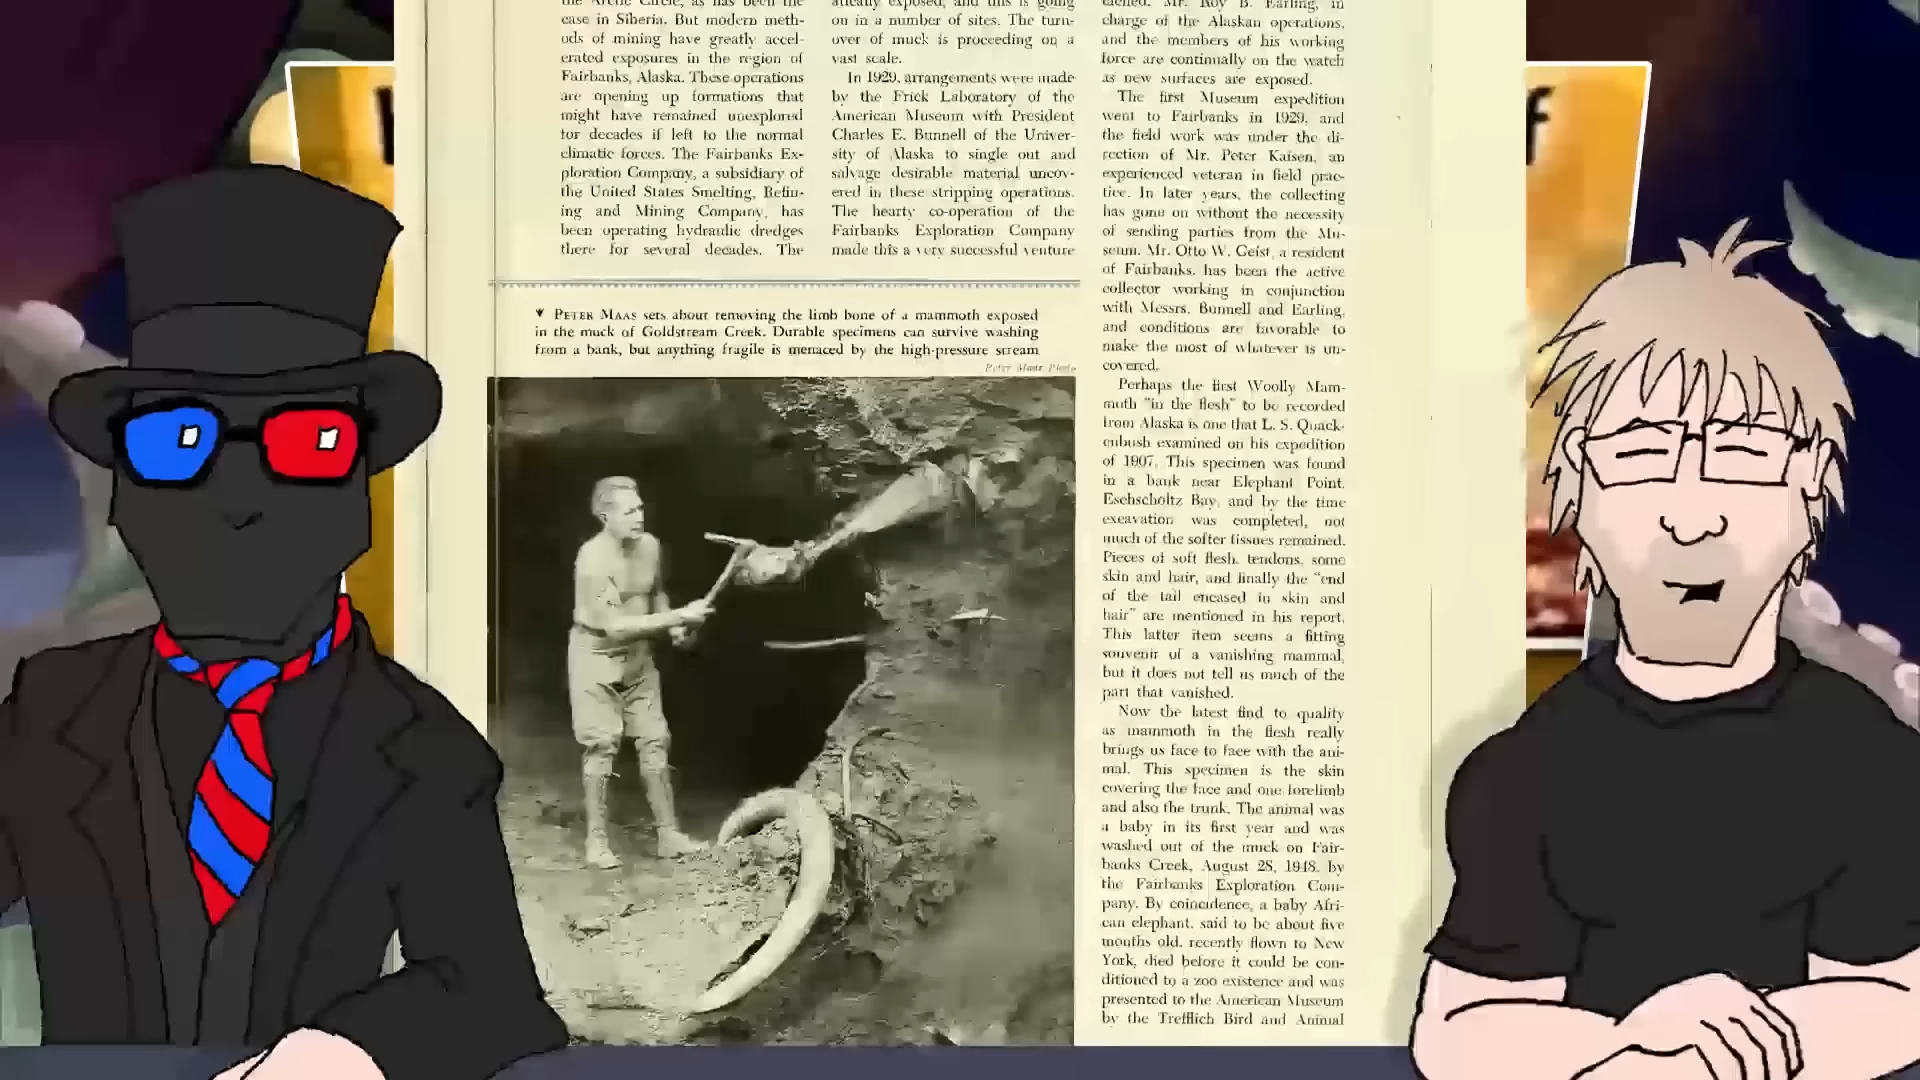 the Arctic Circle, as has been the
case in Siberia. But modern meth-
ods of mining have greatly accel-
erated exposures in the region of
Fairbanks, Alaska. These operations
are opening up formations that
might have remained unexplored
for decades if left to the normal
climatic forces. The Fairbanks Ex-
ploration Company, a subsidiary of
the United States Smelting, Refin-
ing and Mining Company, has
been operating hydraulic dredges
there for several decades. The
atically exposed, and this is going
on in a number of sites. The turn-
over of muck is proceeding on a
vast scale.
In 1929, arrangements were made
by the Frick Laboratory of the
American Museum with President
Charles E. Bunnell of the Univer-
sity of Alaska to single out and
salvage desirable material uncov-
ered in these stripping operations.
The hearty co-operation of the
Fairbanks Exploration Company
made this a very successful venture
▼ PETER MAAS sets about removing the limb bone of a mammoth exposed
in the muck of Goldstream Creek. Durable specimens can survive washing
from a bank, but anything fragile is menaced by the high-pressure stream
Peter Maas Photo
Mr. Roy B. Earling, in
charge of the Alaskan operations,
and the members of his working
force are continually on the watch
as new surfaces are exposed.
The first Museum expedition
went to Fairbanks in 1929, and
the field work was under the di-
rection of Mr. Peter Kaisen, an
experienced veteran in field prac-
tice. In later years, the collecting
has gone on without the necessity
of sending parties from the Mu-
seum. Mr. Otto W. Geist, a resident
of Fairbanks, has been the active
collector working in conjunction
with Messrs. Bunnell and Earling,
and conditions are favorable to
make the most of whatever is un-
covered.
Perhaps the first Woolly Mam-
moth "in the flesh" to be recorded
from Alaska is one that L. S. Quack-
enbush examined on his expedition
of 1907. This specimen was found
in a bank near Elephant Point,
Eschscholtz Bay, and by the time
excavation was completed, not
much of the softer tissues remained.
Pieces of soft flesh, tendons, some
skin and hair, and finally the "end
of the tail encased in skin and
hair" are mentioned in his report.
This latter item seems a fitting
souvenir of a vanishing mammal,
but it does not tell us much of the
part that vanished.
Now the latest find to qualify
as mammoth in the flesh really
brings us face to face with the ani-
mal. This specimen is the skin
covering the face and one forelimb
and also the trunk. The animal was
a baby in its first year and was
washed out of the muck on Fair-
banks Creek, August 28, 1948, by
the Fairbanks Exploration Com-
pany. By coincidence, a baby Afri-
can elephant, said to be about five
months old, recently flown to New
York, died before it could be con-
ditioned to a zoo existence and was
presented to the American Museum
by the Trefflich Bird and Animal
f